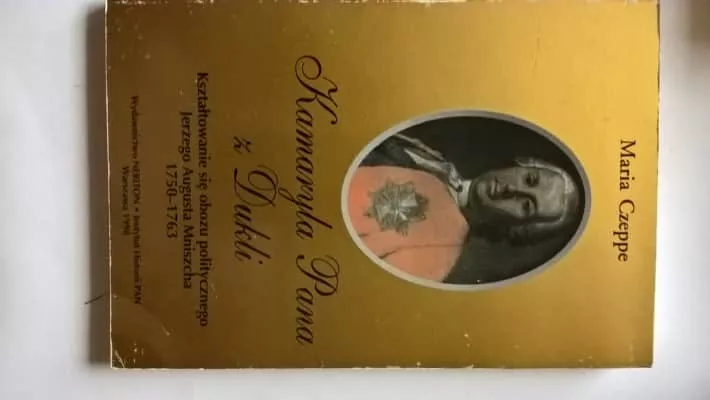 Maria Czeppe
Kamaryla Pana
z Dukli
Kształtowanie się obozu politycznego
Jerzego Augusta Mniszcha
1750-1763
Wydawnictwo NERITON • Instytut Historii PAN
Warszawa 1998